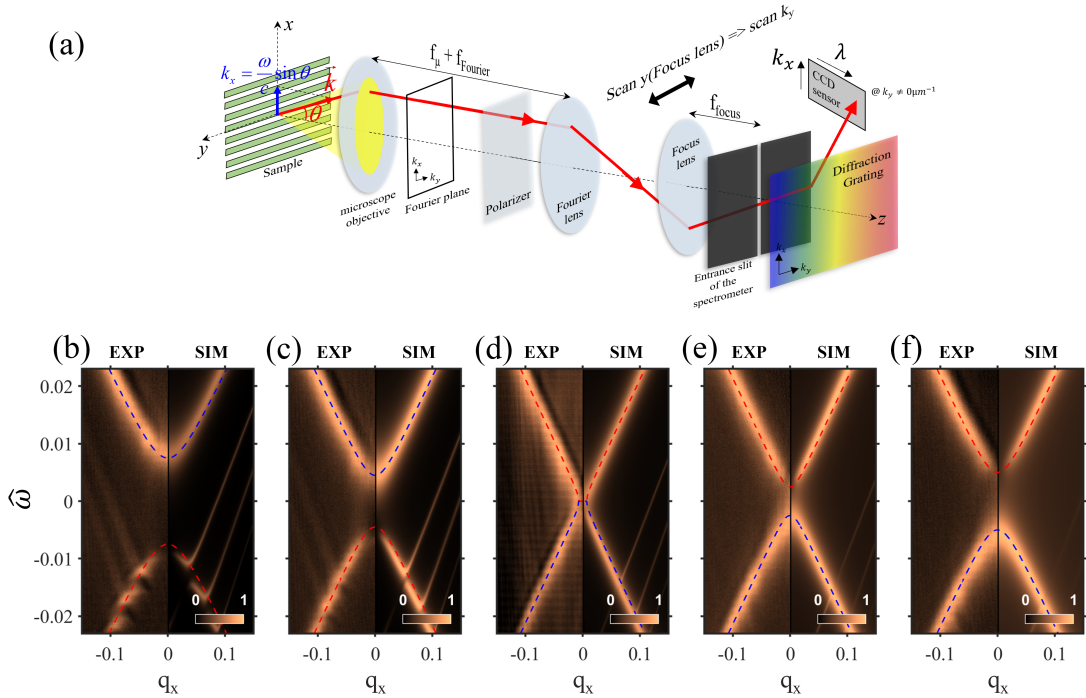 (a)
x
k_x = ω/c sinθ
k
θ
y
Sample
f_μ + f_Fourier
microscope
objective
k_x
k_y
Fourier plane
Polarizer
Fourier
lens
Scan y(Focus lens) => scan k_y
f_focus
Focus
lens
Entrance slit
of the
spectrometer
k_x
k_y
Diffraction
Grating
z
k_x
λ
CCD
sensor
@ k_y ≠ 0μm⁻¹
(b) EXP SIM
(c) EXP SIM
(d) EXP SIM
(e) EXP SIM
(f) EXP SIM
0.02
0.01
0
-0.01
-0.02
ω̂
0 1
0 1
0 1
0 1
0 1
-0.1 0 0.1
-0.1 0 0.1
-0.1 0 0.1
-0.1 0 0.1
-0.1 0 0.1
q_x
q_x
q_x
q_x
q_x